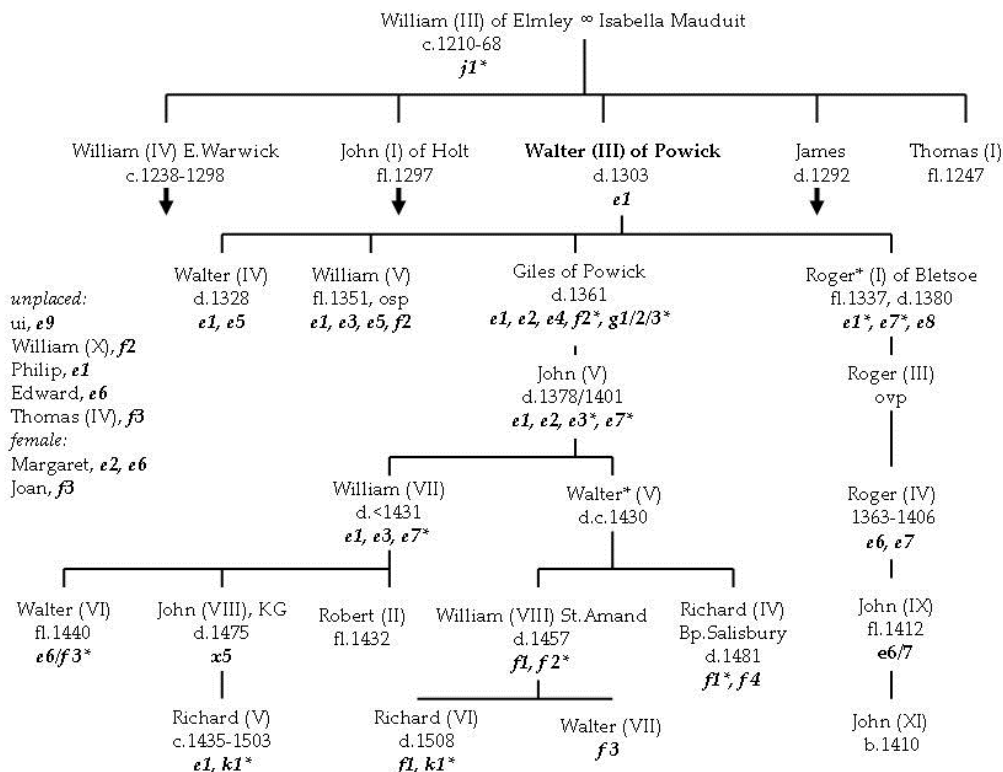 William (III) of Elmley ∞ Isabella Mauduit
c.1210-68
j1*
William (IV) E.Warwick
c.1238-1298
John (I) of Holt
fl.1297
Walter (III) of Powick
d.1303
e1
James
d.1292
Thomas (I)
fl.1247
Walter (IV)
d.1328
e1, e5
William (V)
fl.1351, osp
e1, e3, e5, f2
Giles of Powick
d.1361
e1, e2, e4, f2*, g1/2/3*
Roger* (I) of Bletsoe
fl.1337, d.1380
e1*, e7*, e8
unplaced:
ui, e9
William (X), f2
Philip, e1
Edward, e6
Thomas (IV), f3
female:
Margaret, e2, e6
Joan, f3
John (V)
d.1378/1401
e1, e2, e3*, e7*
Roger (III)
ovp
William (VII)
d.<1431
e1, e3, e7*
Walter* (V)
d.c.1430
Roger (IV)
1363-1406
e6, e7
Walter (VI)
fl.1440
e6/f3*
John (VIII), KG
d.1475
x5
Robert (II)
fl.1432
William (VIII) St.Amand
d.1457
f1, f2*
Richard (IV)
Bp.Salisbury
d.1481
f1*, f4
John (IX)
fl.1412
e6/7
Richard (V)
c.1435-1503
e1, k1*
Richard (VI)
d.1508
f1, k1*
Walter (VII)
f3
John (XI)
b.1410